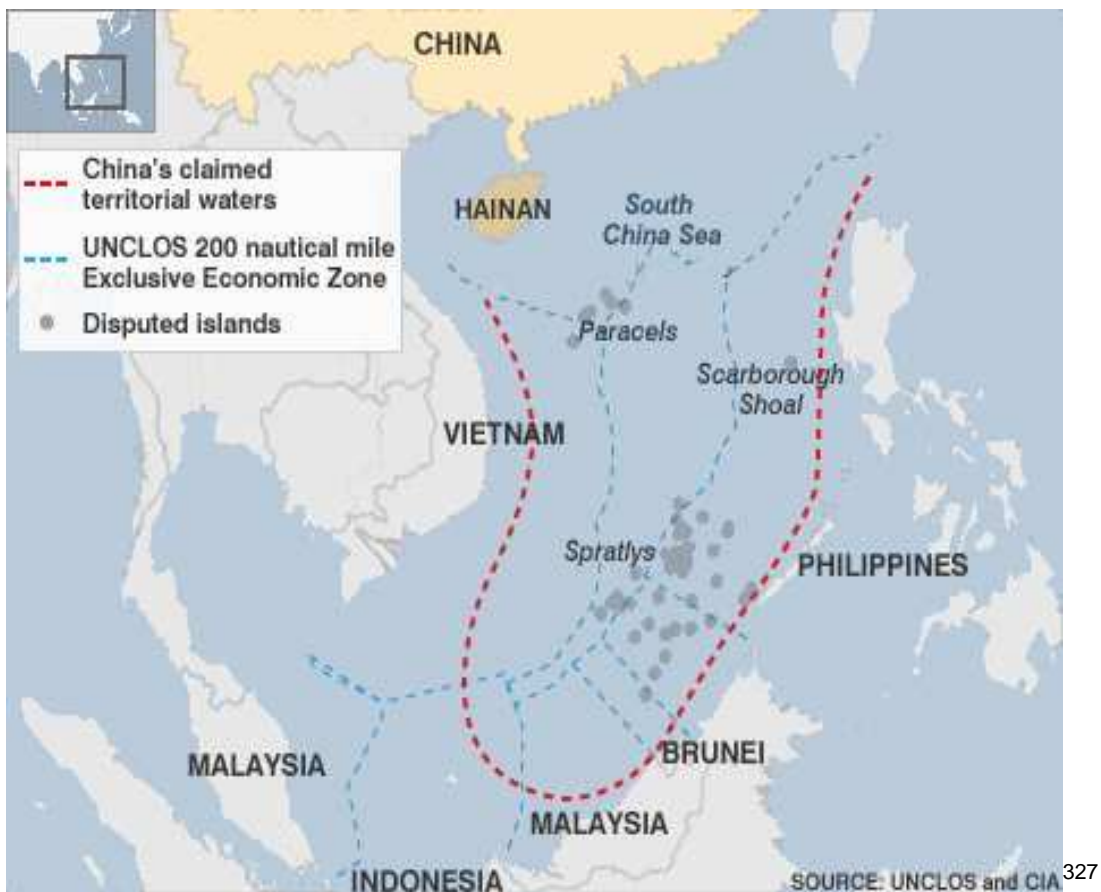 CHINA
China's claimed
territorial waters
UNCLOS 200 nautical mile
Exclusive Economic Zone
Disputed islands
HAINAN
South
China Sea
Paracels
Scarborough
Shoal
VIETNAM
Spratlys
PHILIPPINES
BRUNEI
MALAYSIA
MALAYSIA
INDONESIA
SOURCE: UNCLOS and CIA
327